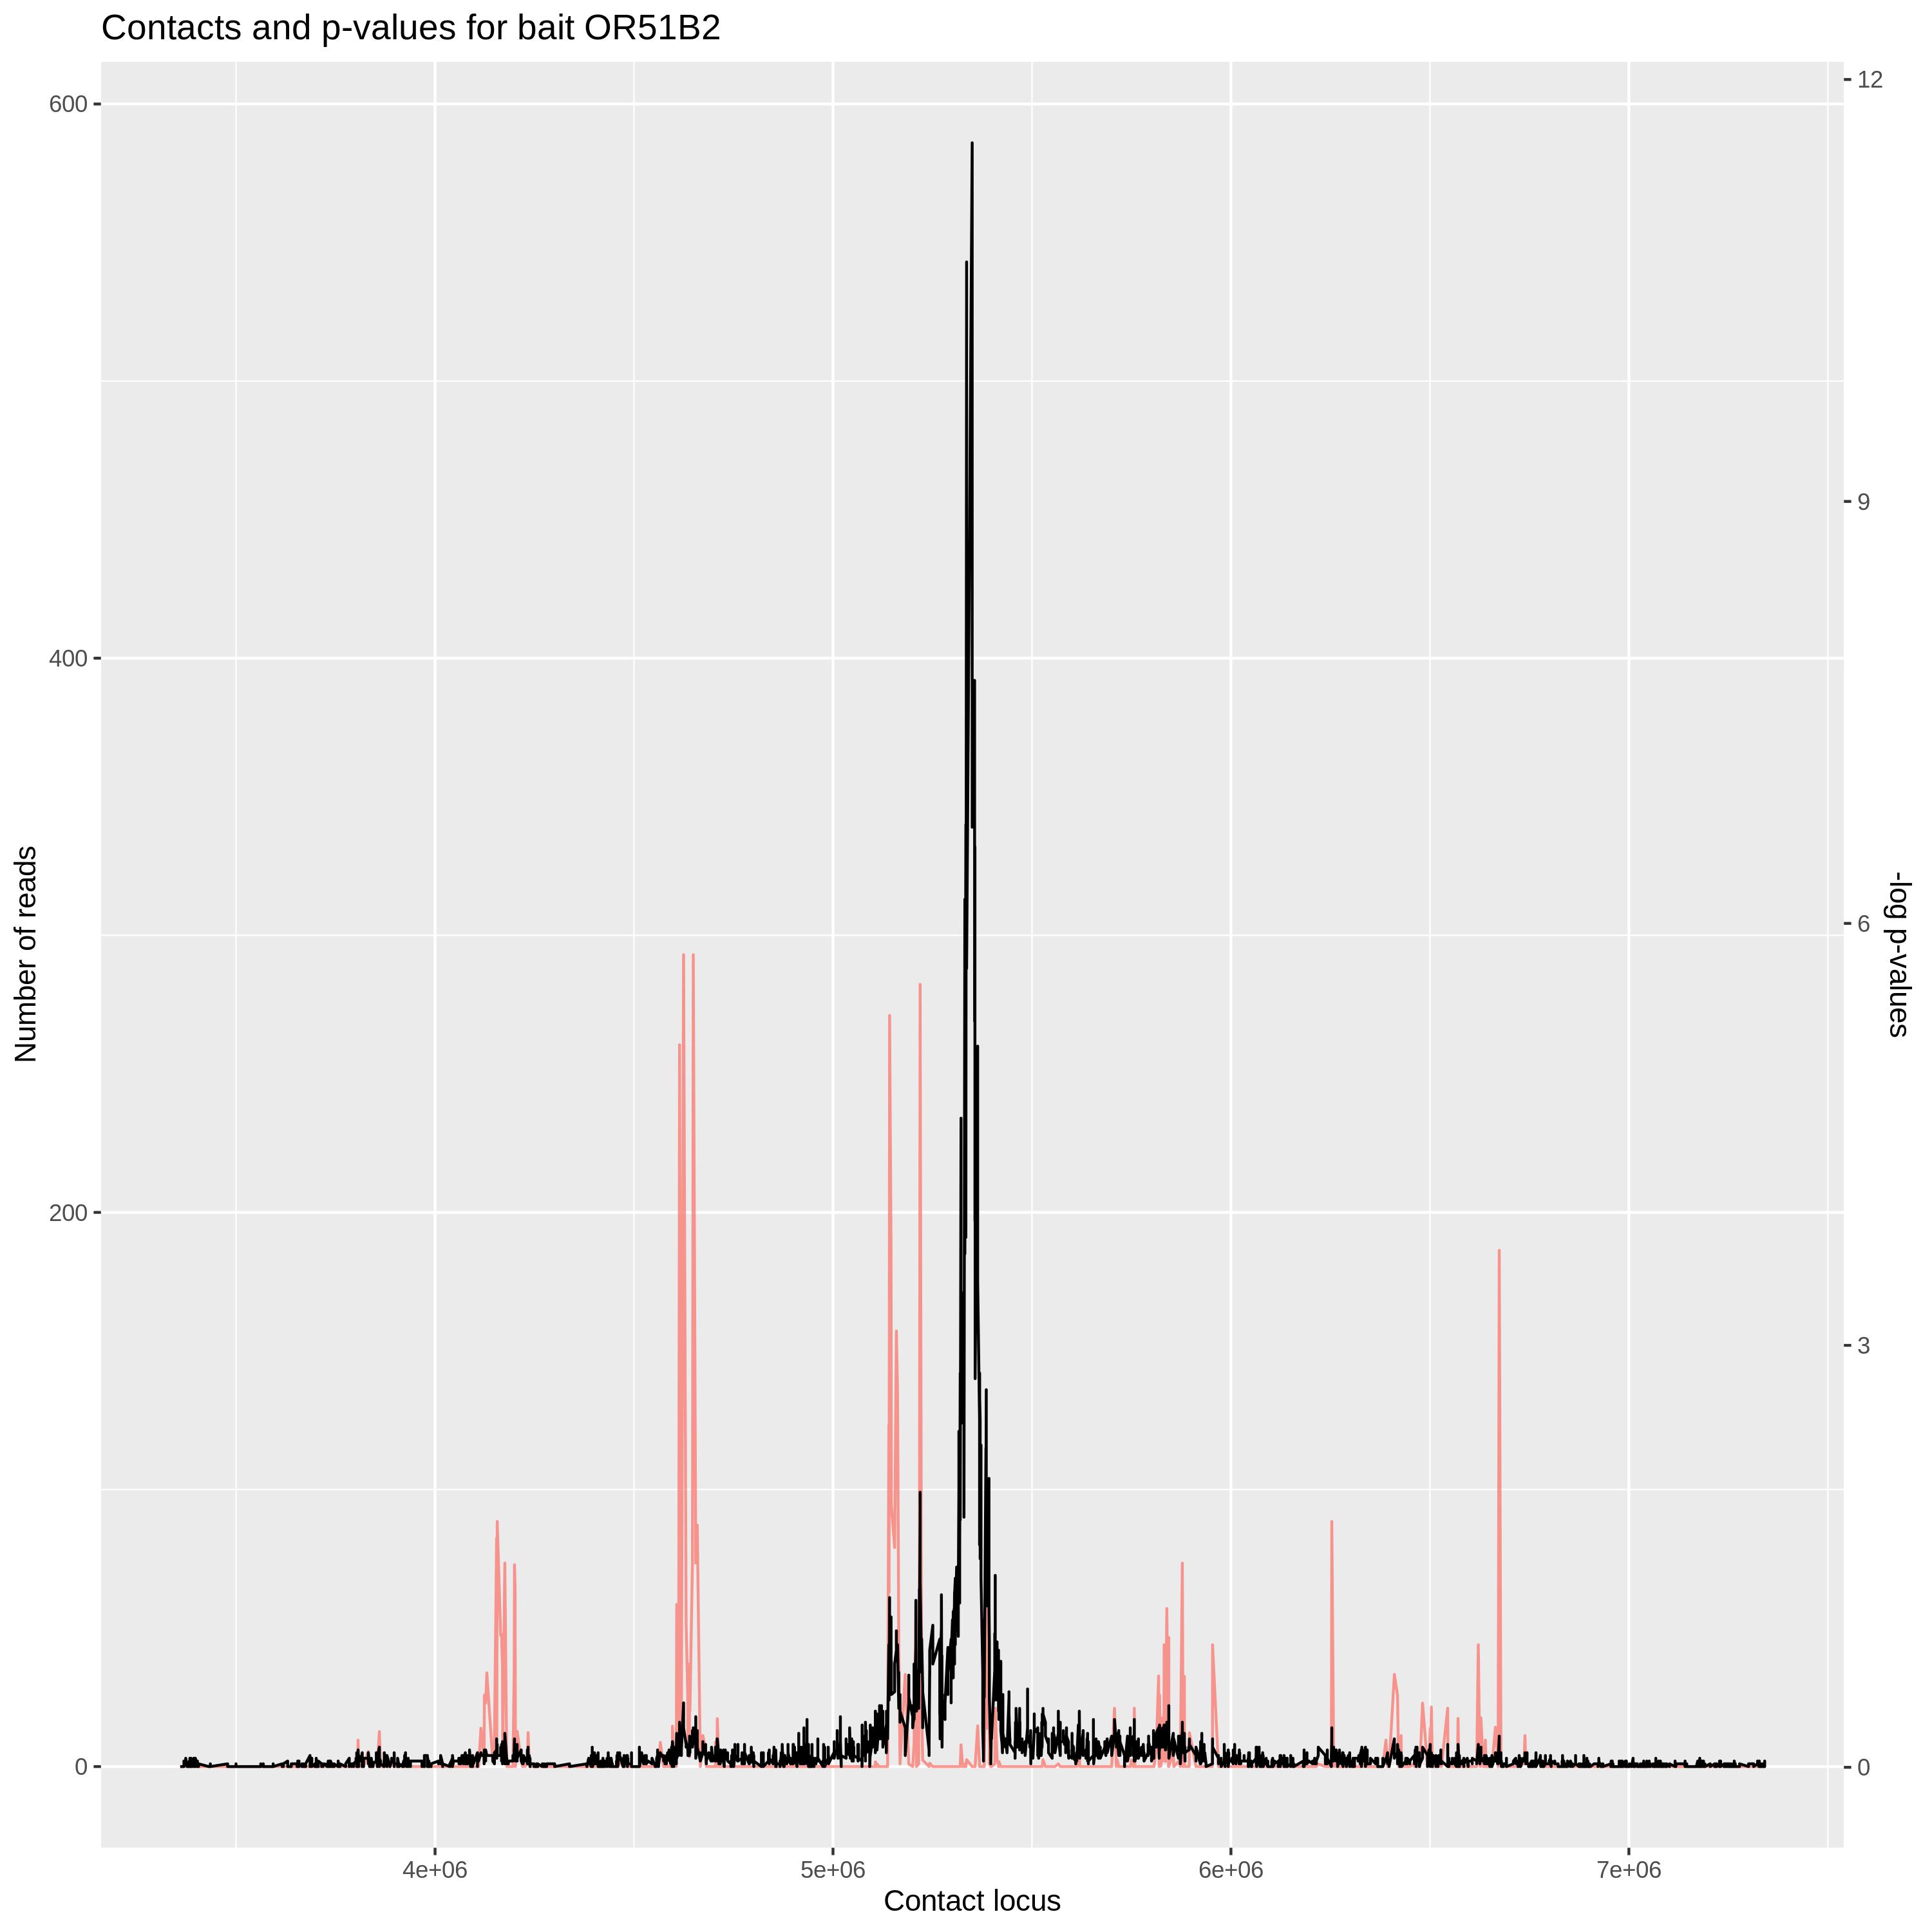 Contacts and p-values for bait OR51B2
600
400
200
0
Number of reads
12
9
6
3
0
-log p-values
4e+06 5e+06 6e+06 7e+06
Contact locus